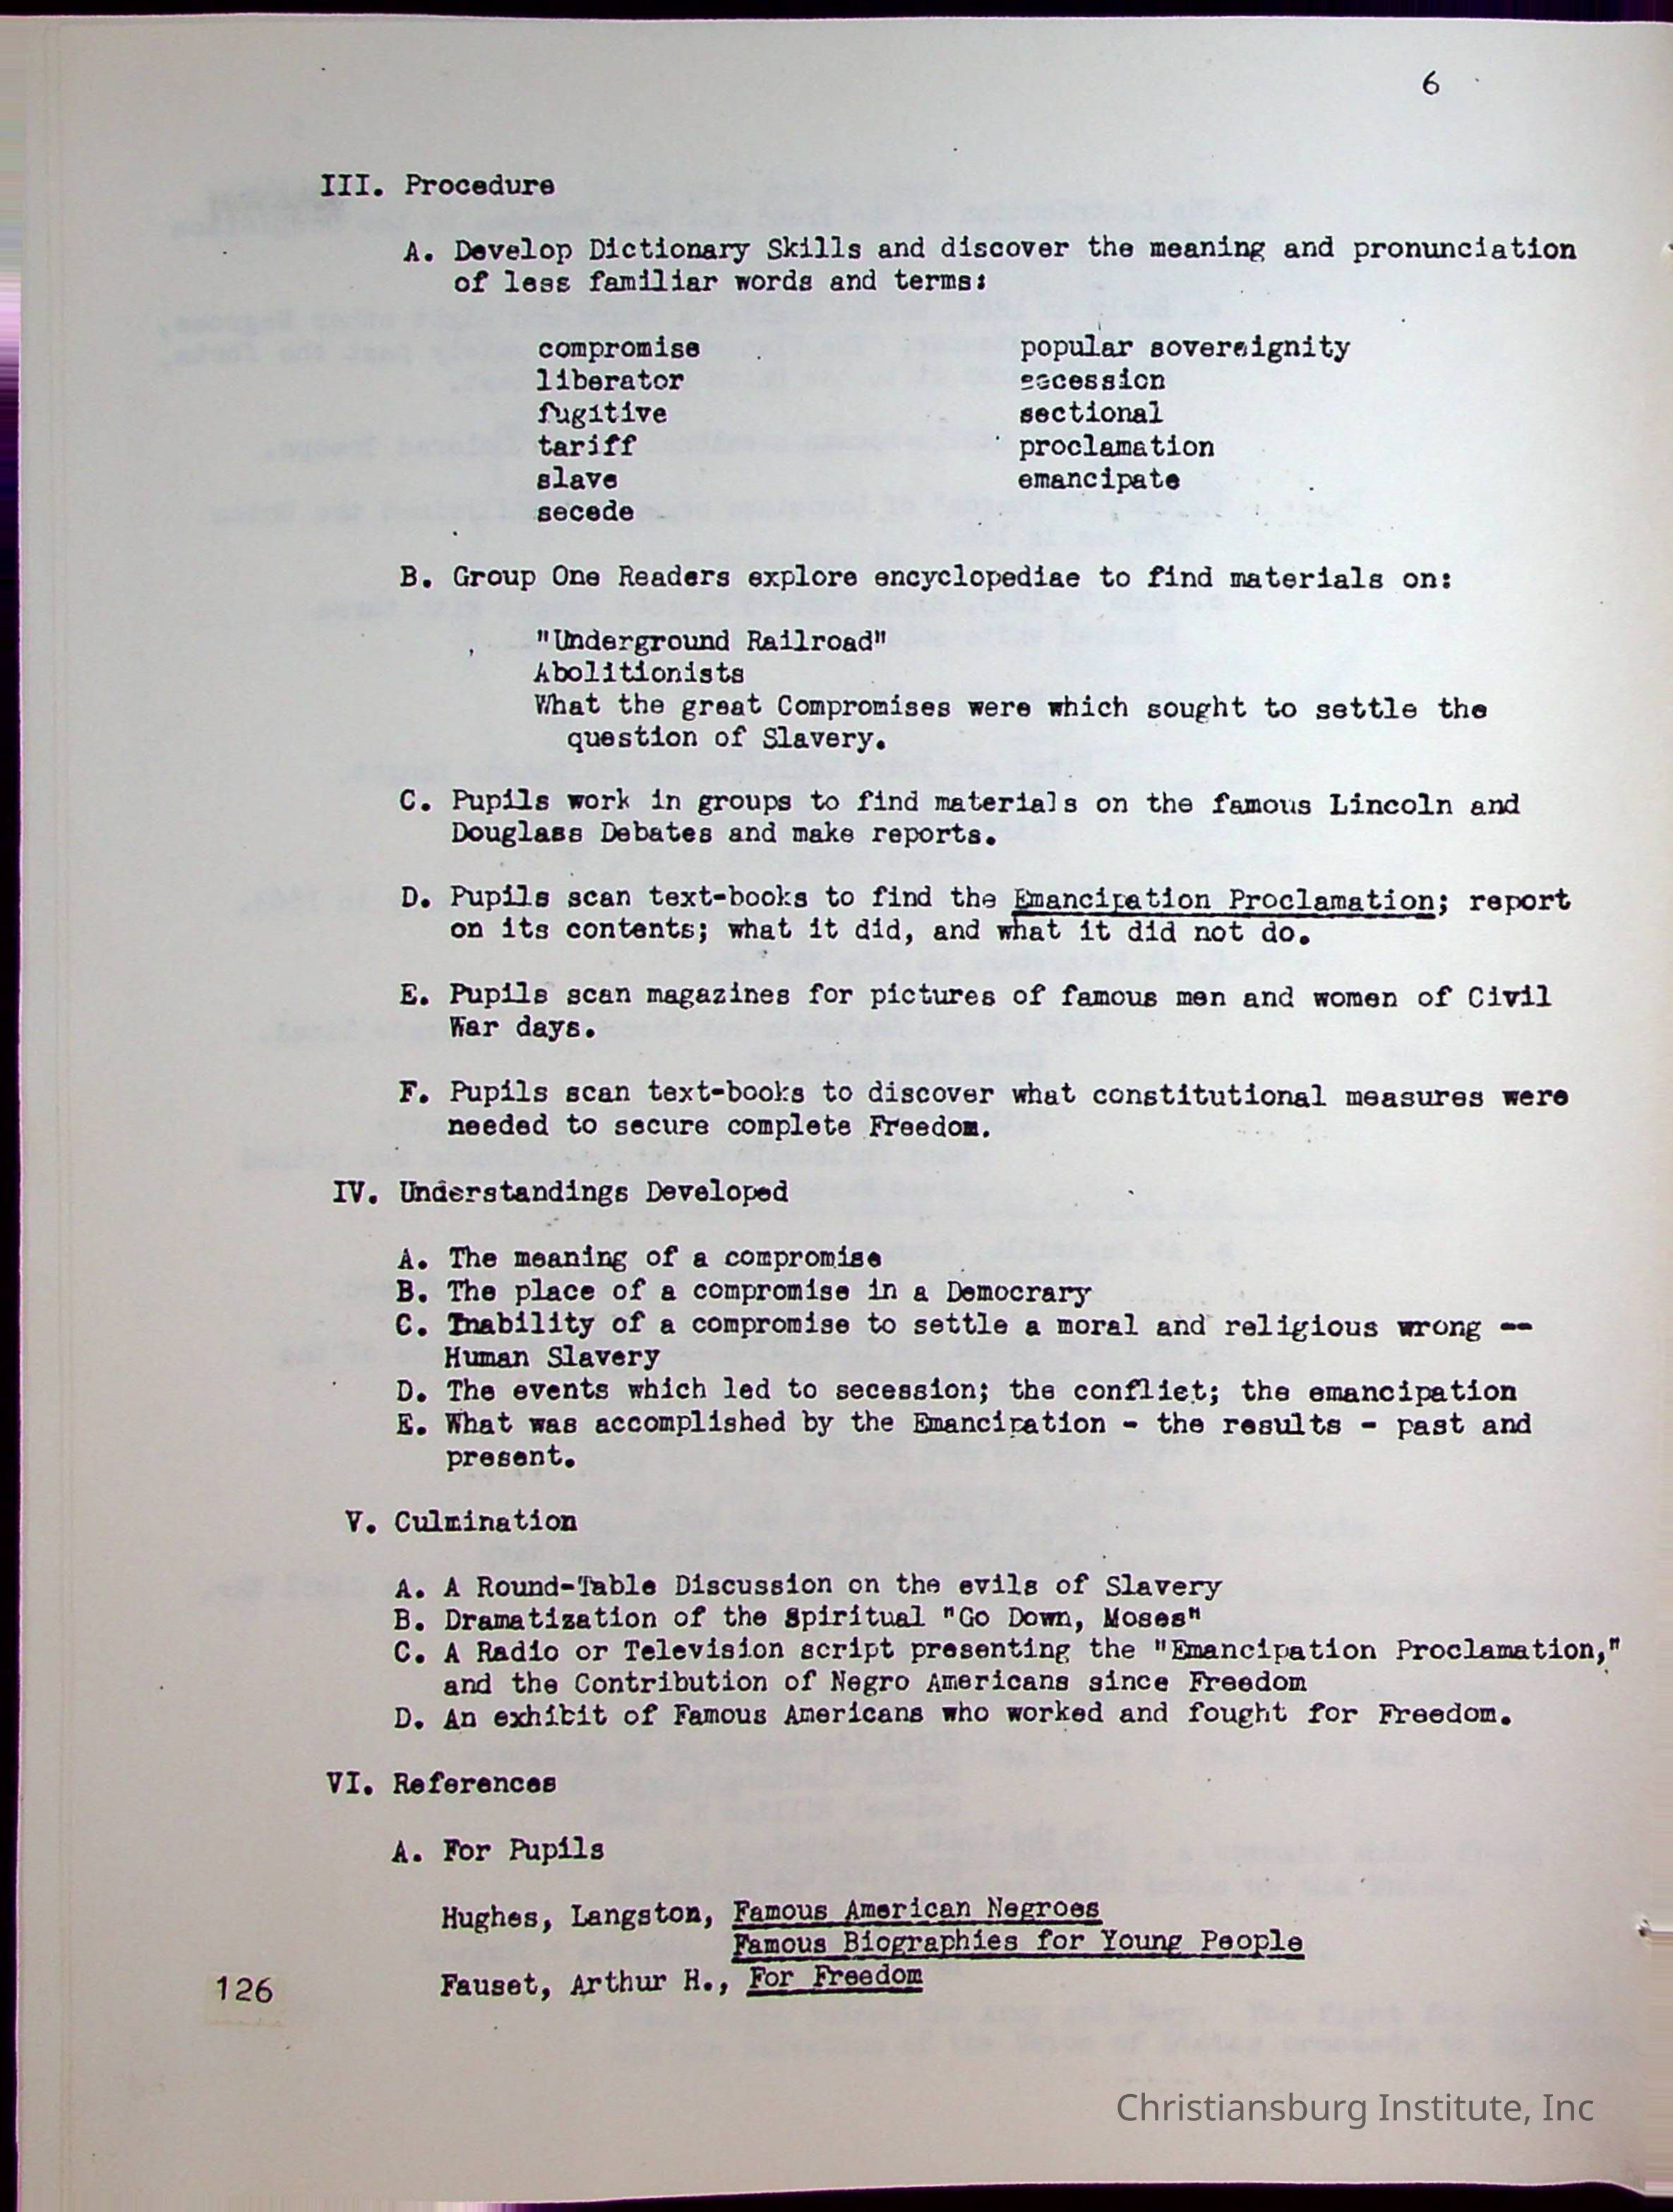 6
III. Procedure
A. Develop Dictionary Skills and discover the meaning and pronunciation
of less familiar words and terms:
compromise popular sovereignity
liberator secession
fugitive sectional
tariff proclamation
slave emancipate
secede
B. Group One Readers explore encyclopediae to find materials on:
"Underground Railroad"
Abolitionists
What the great Compromises were which sought to settle the
question of Slavery.
C. Pupils work in groups to find materials on the famous Lincoln and
Douglass Debates and make reports.
D. Pupils scan text-books to find the Emancipation Proclamation; report
on its contents; what it did, and what it did not do.
E. Pupils scan magazines for pictures of famous men and women of Civil
War days.
F. Pupils scan text-books to discover what constitutional measures were
needed to secure complete Freedom.
IV. Understandings Developed
A. The meaning of a compromise
B. The place of a compromise in a Democrary
C. Inability of a compromise to settle a moral and religious wrong --
Human Slavery
D. The events which led to secession; the conflict; the emancipation
E. What was accomplished by the Emancipation - the results - past and
present.
V. Culmination
A. A Round-Table Discussion on the evils of Slavery
B. Dramatization of the Spiritual "Go Down, Moses"
C. A Radio or Television script presenting the "Emancipation Proclamation,"
and the Contribution of Negro Americans since Freedom
D. An exhibit of Famous Americans who worked and fought for Freedom.
VI. References
A. For Pupils
Hughes, Langston, Famous American Negroes
Famous Biographies for Young People
Fauset, Arthur H., For Freedom
126
Christiansburg Institute, Inc